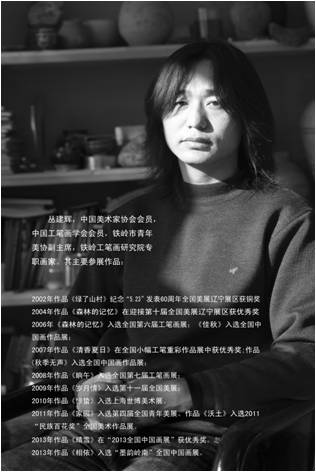 丛建辉，中国美术家协会会员，
中国工笔画学会会员，铁岭市青年
美协副主席，铁岭工笔画研究院专
职画家。其主要参展作品：
2002年作品《绿了山村》纪念“5.23”发表60周年全国美展辽宁展区获铜奖
2004年作品《森林的记忆》在迎接第十届全国美展辽宁展区获优秀奖
2006年《森林的记忆》入选全国第六届工笔画展；《佳秋》入选全国中
国画作品展；
2007年作品《清香夏日》在全国小幅工笔重彩作品展中获优秀奖；作品
《秋季无声》入选全国中国画作品展；
2008年作品《晌午》入选全国第七届工笔画展；
2009年作品《岁月情》入选第十一届全国美展；
2010年作品 入选上海世博美术展.
2011年作品《家园》入选第四届全国青年美展、作品《沃土》入选2011
“民族百花奖”全国美术作品展.
2013年作品《晴雪》在“2013全国中国画展”获优秀奖.
2013年作品《相依》入选“墨韵岭南”全国中国画展。